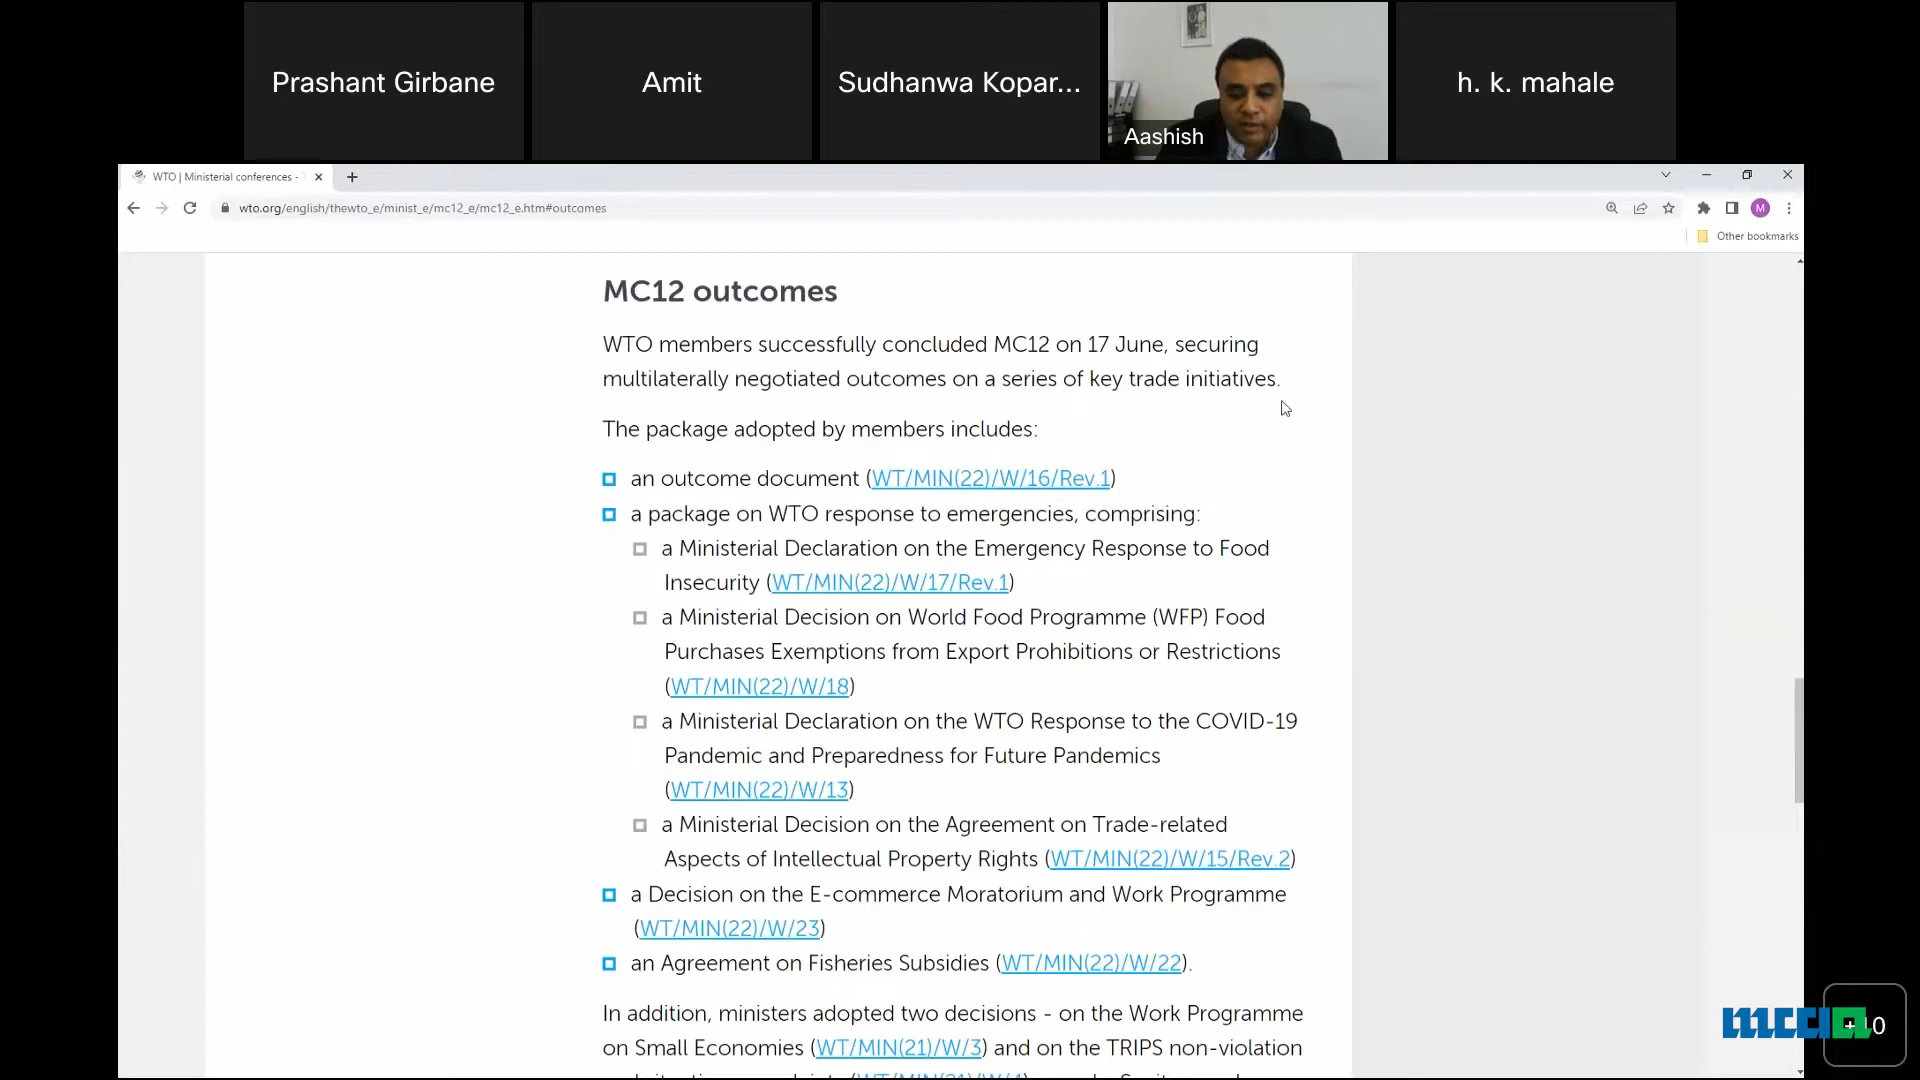 Prashant Girbane
Amit
Sudhanwa Kopar...
Aashish
h. k. mahale
WTO | Ministerial conferences -
wto.org/english/thewto_e/minist_e/mc12_e/mc12_e.htm#outcomes
M
Other bookmarks
MC12 outcomes
WTO members successfully concluded MC12 on 17 June, securing
multilaterally negotiated outcomes on a series of key trade initiatives.
The package adopted by members includes:
an outcome document (WT/MIN(22)/W/16/Rev.1)
a package on WTO response to emergencies, comprising:
a Ministerial Declaration on the Emergency Response to Food
Insecurity (WT/MIN(22)/W/17/Rev.1)
a Ministerial Decision on World Food Programme (WFP) Food
Purchases Exemptions from Export Prohibitions or Restrictions
(WT/MIN(22)/W/18)
a Ministerial Declaration on the WTO Response to the COVID-19
Pandemic and Preparedness for Future Pandemics
(WT/MIN(22)/W/13)
a Ministerial Decision on the Agreement on Trade-related
Aspects of Intellectual Property Rights (WT/MIN(22)/W/15/Rev.2)
a Decision on the E-commerce Moratorium and Work Programme
(WT/MIN(22)/W/23)
an Agreement on Fisheries Subsidies (WT/MIN(22)/W/22).
In addition, ministers adopted two decisions - on the Work Programme
on Small Economies (WT/MIN(21)/W/3) and on the TRIPS non-violation
mccia
+10